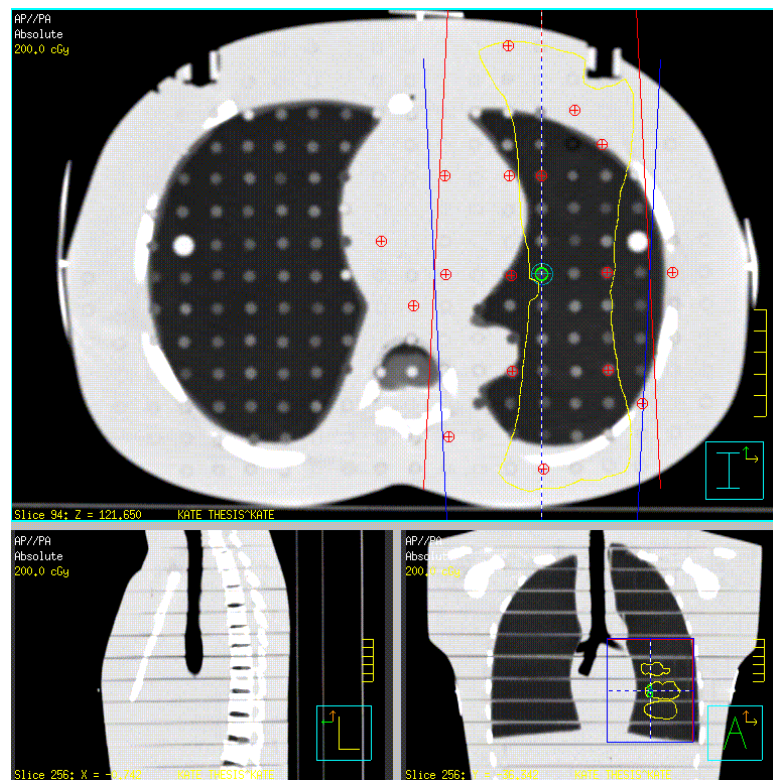 AP//PA
Absolute
200.0 cGy
I
Slice 94: Z = 121.650 KATE THESIS^KATE
AP//PA
Absolute
200.0 cGy
L
Slice 256: X =
AP//PA
Absolute
200.0 cGy
A
Slice 256: